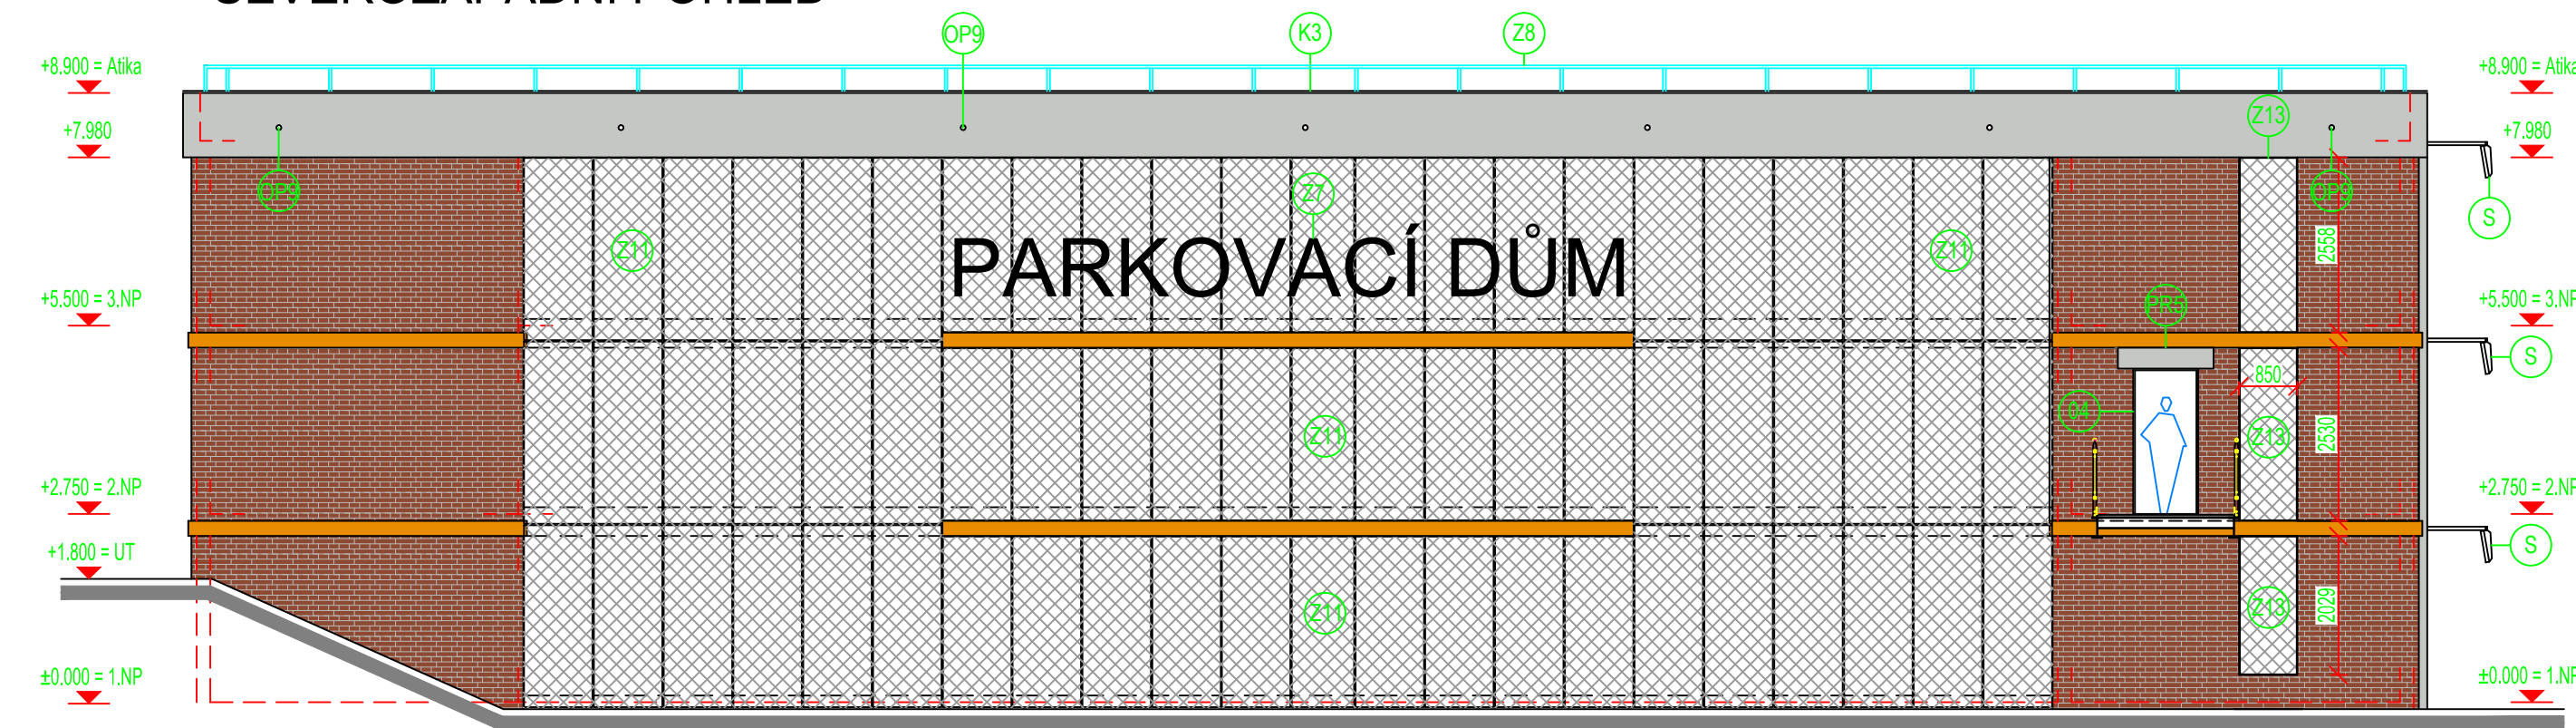 OP9 K3 Z8
+8.900 = Atika
+8.900 = Atika
+7.980
Z13
+7.980
OP9
Z7
OP9
S
Z11
PARKOVACÍ DŮM
Z11
2558
+5.500 = 3.NP
PR5
+5.500 = 3.NP
S
850
04
Z11
Z13
2530
+2.750 = 2.NP
+2.750 = 2.NP
+1.800 = UT
S
Z11
Z13
2029
±0.000 = 1.NP
±0.000 = 1.NP